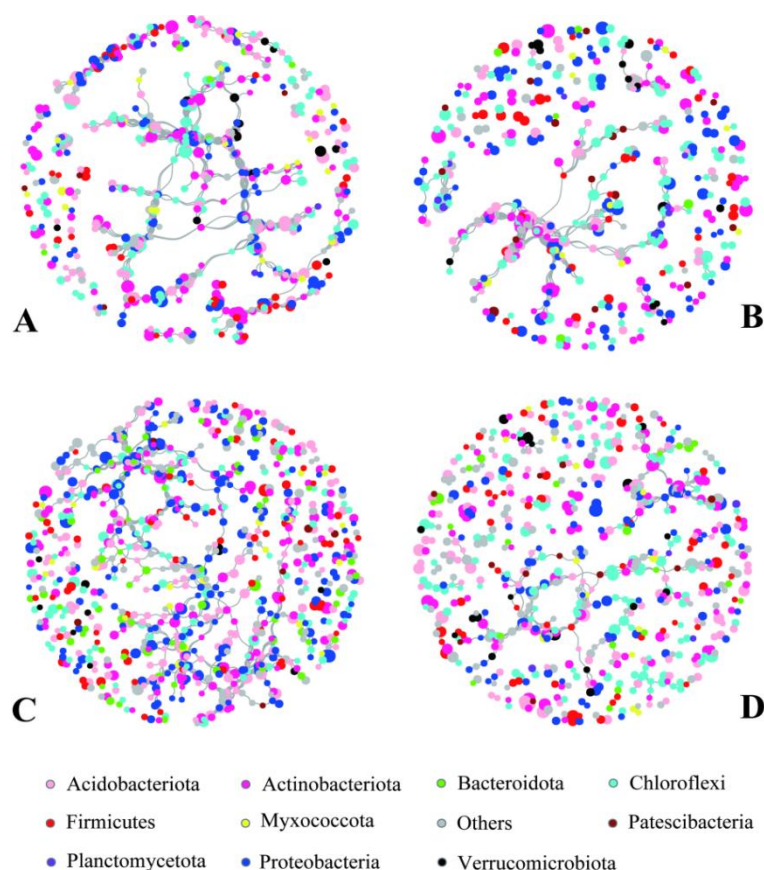 A
B
C
D
Acidobacteriota Actinobacteriota Bacteroidota Chloroflexi
Firmicutes Myxococcota Others Patescibacteria
Planctomycetota Proteobacteria Verrucomicrobiota